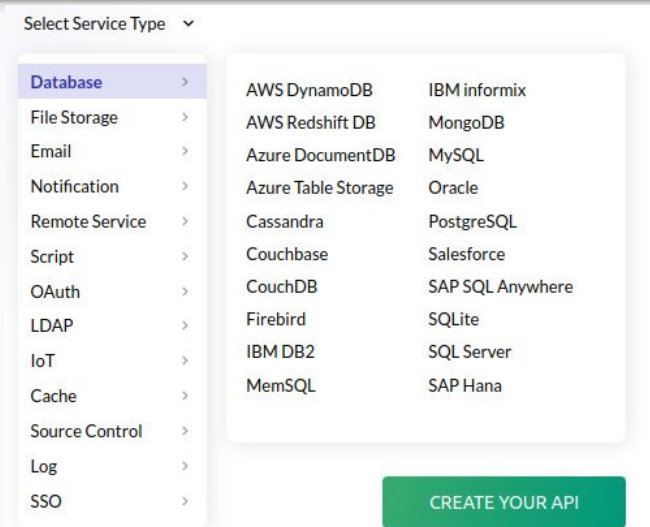 Select Service Type
Database
File Storage
Email
Notification
Remote Service
Script
OAuth
LDAP
IoT
Cache
Source Control
Log
SSO
AWS DynamoDB
AWS Redshift DB
Azure DocumentDB
Azure Table Storage
Cassandra
Couchbase
CouchDB
Firebird
IBM DB2
MemSQL
IBM informix
MongoDB
MySQL
Oracle
PostgreSQL
Salesforce
SAP SQL Anywhere
SQLite
SQL Server
SAP Hana
CREATE YOUR API